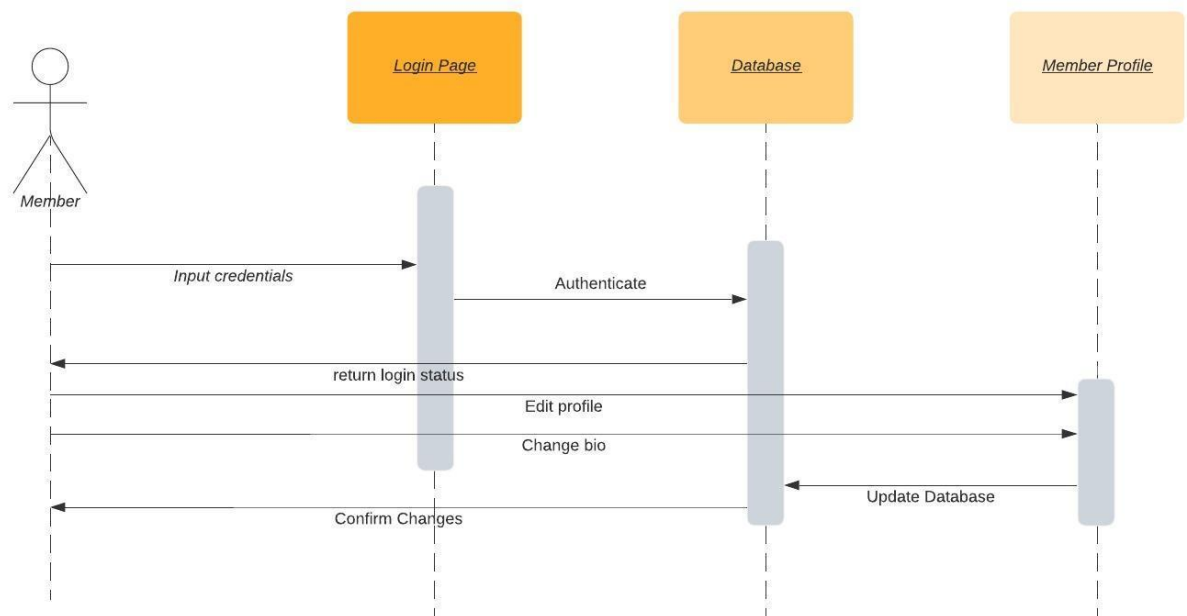 Login Page
Database
Member Profile
Member
Input credentials
Authenticate
return login status
Edit profile
Change bio
Update Database
Confirm Changes